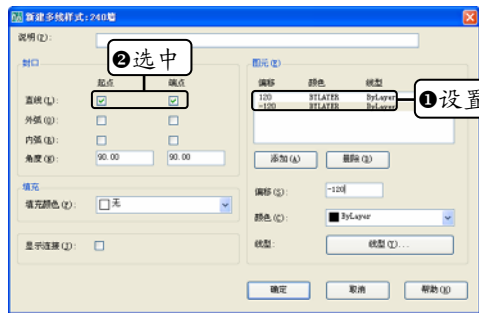 新建多线样式:240墙
说明(P):
❷选中
封口
起点 端点
直线(L):
外弧(O):
内弧(R):
角度(N): 90.00 90.00
填充
填充颜色(F): 无
显示连接(J):
图元(E)
偏移 颜色 线型
120 BYLAYER ByLayer
-120 BYLAYER ByLayer
❶设置
添加(A) 删除(D)
偏移(S): -120
颜色(C): ByLayer
线型: 线型(Y)...
确定 取消 帮助(H)